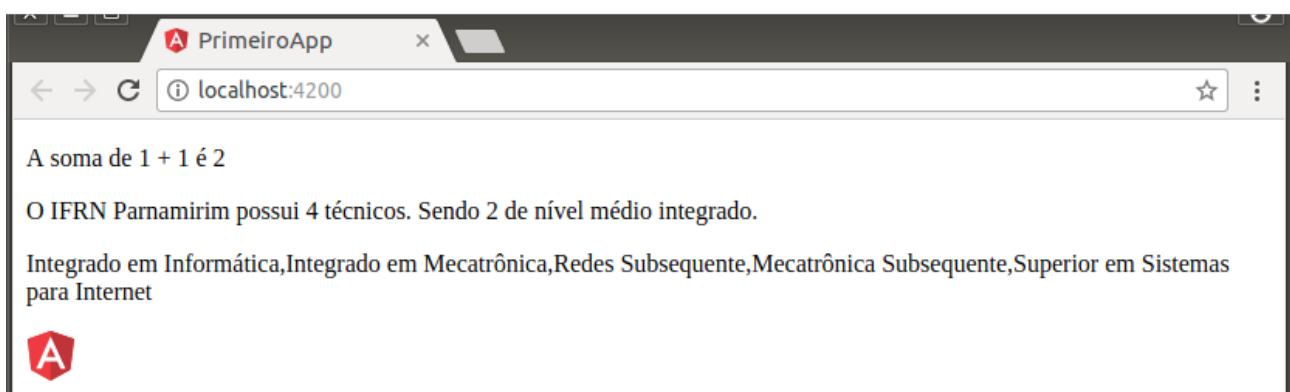 PrimeiroApp
localhost:4200
A soma de 1 + 1 é 2
O IFRN Parnamirim possui 4 técnicos. Sendo 2 de nível médio integrado.
Integrado em Informática,Integrado em Mecatrônica,Redes Subsequente,Mecatrônica Subsequente,Superior em Sistemas
para Internet